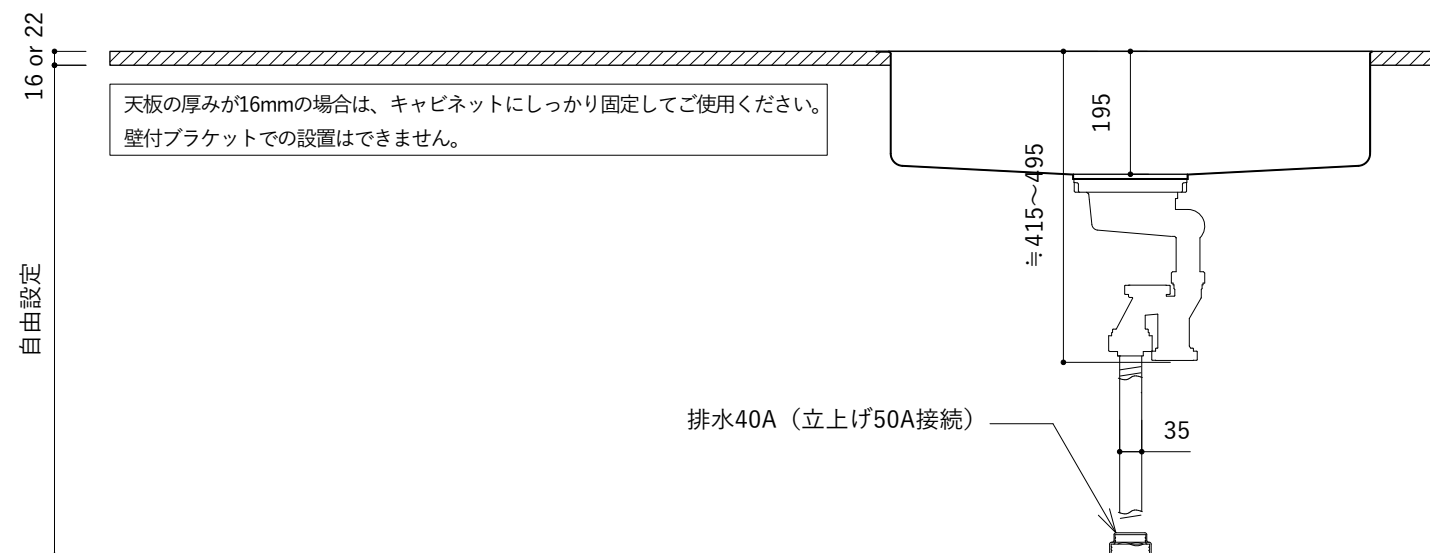 16 or 22
天板の厚みが16mmの場合は、キャビネットにしっかり固定してご使用ください。
壁付ブラケットでの設置はできません。
195
≒415〜495
自由設定
排水40A（立上げ50A接続）
35